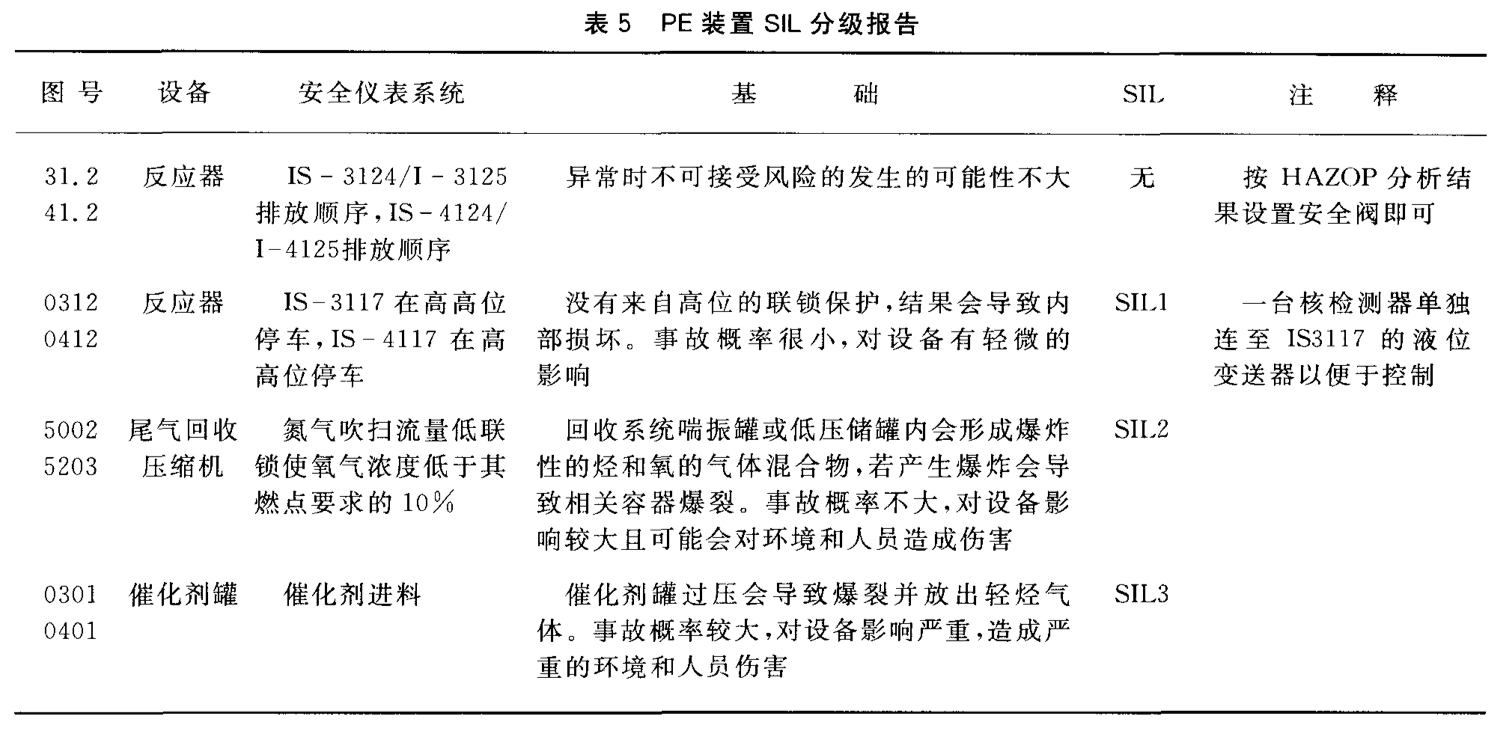 表 5 PE 装置 SIL 分级报告
图号 设备 安全仪表系统 基础 SIL 注释
31.2 反应器 IS-3124/I-3125 异常时不可接受风险的发生的可能性不大 无 按 HAZOP 分析结
41.2 排放顺序,IS-4124/ 果设置安全阀即可
I-4125排放顺序
0312 反应器 IS-3117 在高高位 没有来自高位的联锁保护,结果会导致内 SIL1 一台核检测器单独
0412 停车,IS-4117 在高 部损坏。事故概率很小,对设备有轻微的 连至 IS3117 的液位
高位停车 影响 变送器以便于控制
5002 尾气回收 氮气吹扫流量低联 回收系统喘振罐或低压储罐内会形成爆炸 SIL2
5203 压缩机 锁使氧气浓度低于其 性的烃和氧的气体混合物,若产生爆炸会导
燃点要求的 10% 致相关容器爆裂。事故概率不大,对设备影
响较大且可能会对环境和人员造成伤害
0301 催化剂罐 催化剂进料 催化剂罐过压会导致爆裂并放出轻烃气 SIL3
0401 体。事故概率较大,对设备影响严重,造成严
重的环境和人员伤害